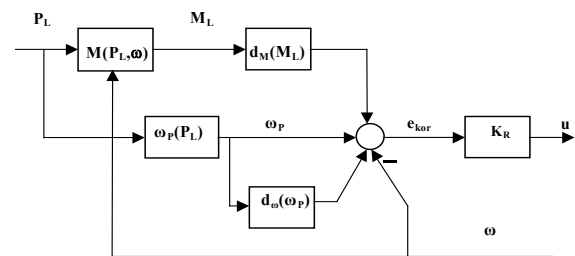 P_L
M_L
M(P_L,ω)
d_M(M_L)
ω_P(P_L)
ω_P
e_kor
K_R
u
d_ω(ω_P)
ω